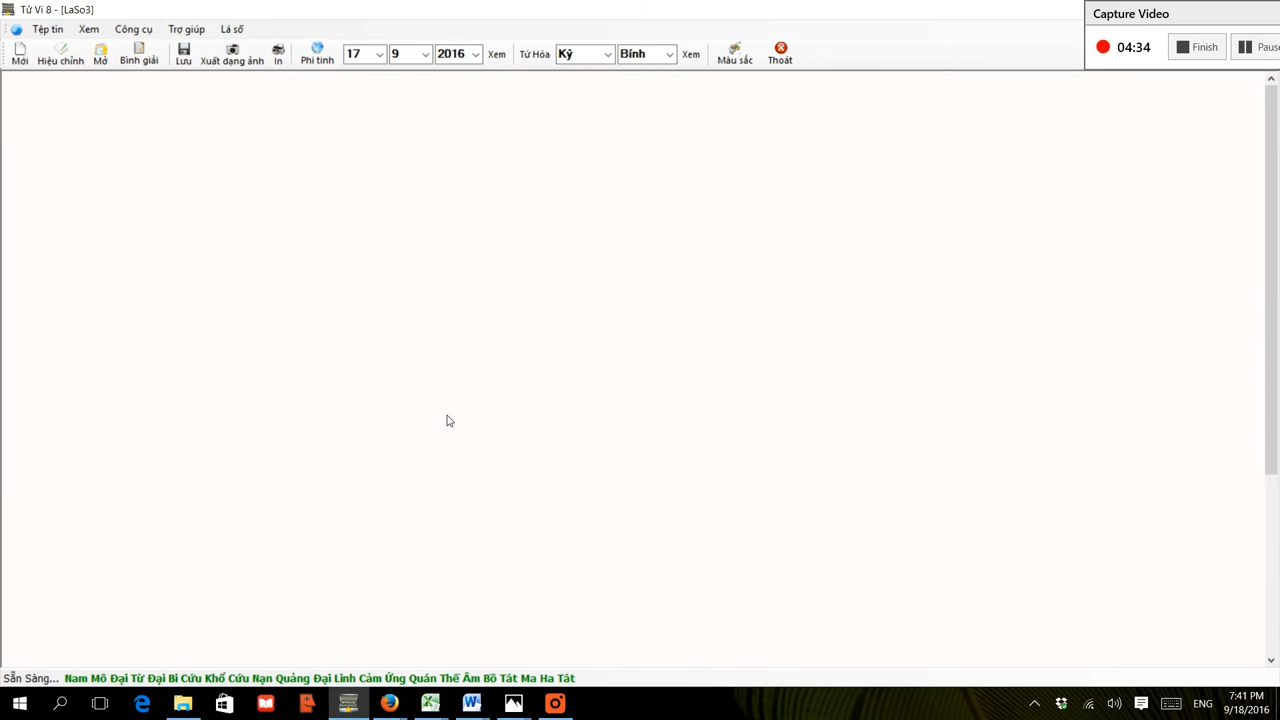 Tử Vi 8 - [LaSo3]
Capture Video
Tệp tin Xem Công cụ Trợ giúp Lá số
04:34 Finish Pause
Mới Hiệu chỉnh Mở Bình giải Lưu Xuất dạng ảnh In Phi tinh 17 9 2016 Xem Tứ Hóa Kỷ Bính Xem Màu sắc Thoát
Sẵn Sàng... Nam Mô Đại Từ Đại Bi Cứu Khổ Cứu Nạn Quảng Đại Linh Cảm Ứng Quán Thế Âm Bồ Tát Ma Ha Tát
ENG
7:41 PM
9/18/2016